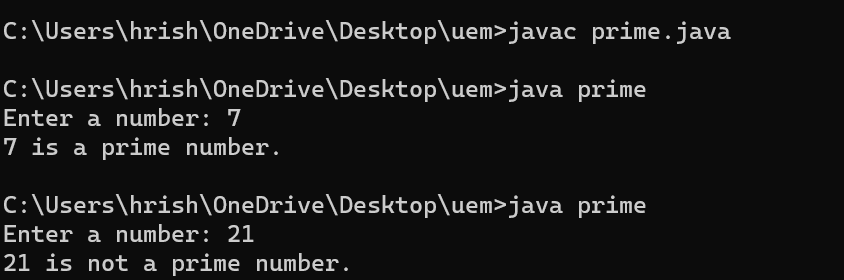 C:\Users\hrish\OneDrive\Desktop\uem>javac prime.java
C:\Users\hrish\OneDrive\Desktop\uem>java prime
Enter a number: 7
7 is a prime number.
C:\Users\hrish\OneDrive\Desktop\uem>java prime
Enter a number: 21
21 is not a prime number.